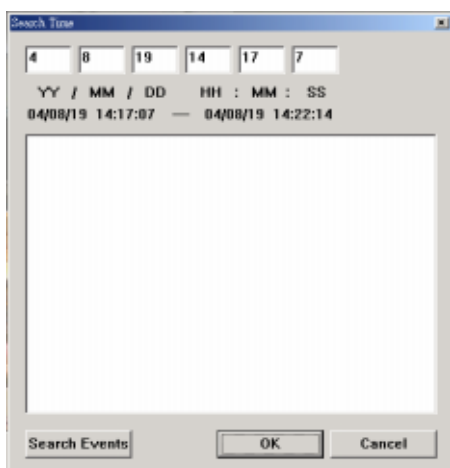 Search Time
4 8 19 14 17 7
YY / MM / DD HH : MM : SS
04/08/19 14:17:07 — 04/08/19 14:22:14
Search Events OK Cancel